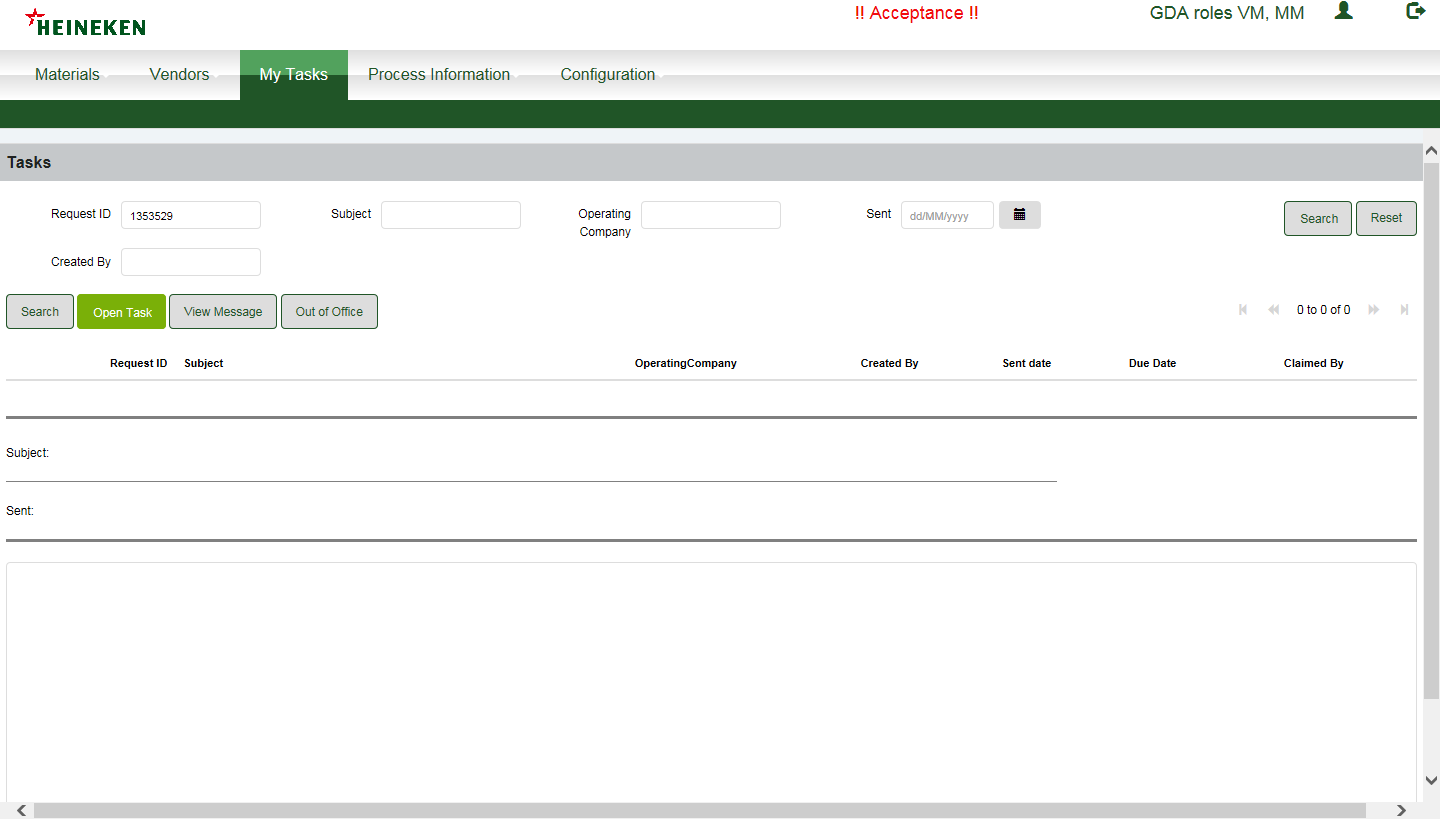 HEINEKEN
!! Acceptance !!
GDA roles VM, MM
Materials
Vendors
My Tasks
Process Information
Configuration
Tasks
Request ID
1353529
Subject
Operating
Company
Sent
dd/MM/yyyy
Search
Reset
Created By
Search
Open Task
View Message
Out of Office
0 to 0 of 0
Request ID
Subject
OperatingCompany
Created By
Sent date
Due Date
Claimed By
Subject:
Sent: